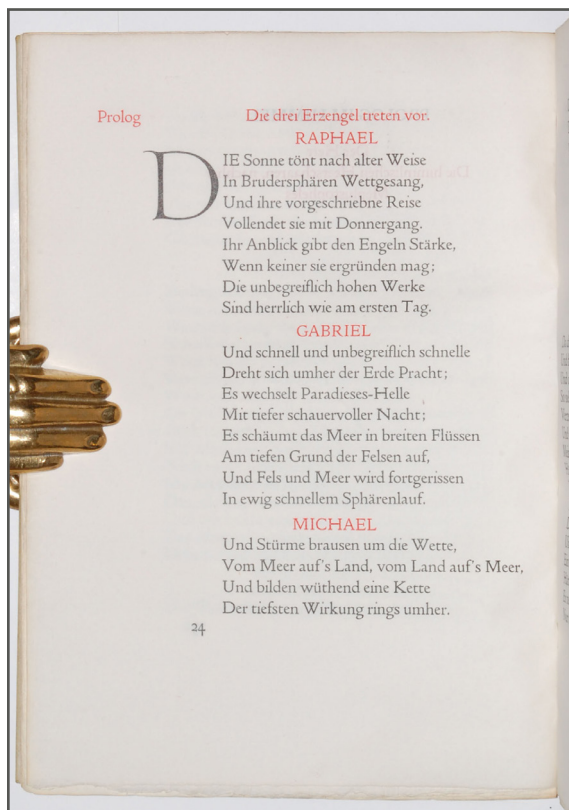 Prolog
Die drei Erzengel treten vor.
RAPHAEL
DIE Sonne tönt nach alter Weise
In Brudersphären Wettgesang,
Und ihre vorgeschriebne Reise
Vollendet sie mit Donnergang.
Ihr Anblick gibt den Engeln Stärke,
Wenn keiner sie ergründen mag;
Die unbegreiflich hohen Werke
Sind herrlich wie am ersten Tag.
GABRIEL
Und schnell und unbegreiflich schnelle
Dreht sich umher der Erde Pracht;
Es wechselt Paradieses-Helle
Mit tiefer schauervoller Nacht;
Es schäumt das Meer in breiten Flüssen
Am tiefen Grund der Felsen auf,
Und Fels und Meer wird fortgerissen
In ewig schnellem Sphärenlauf.
MICHAEL
Und Stürme brausen um die Wette,
Vom Meer auf's Land, vom Land auf's Meer,
Und bilden wüthend eine Kette
Der tiefsten Wirkung rings umher.
24